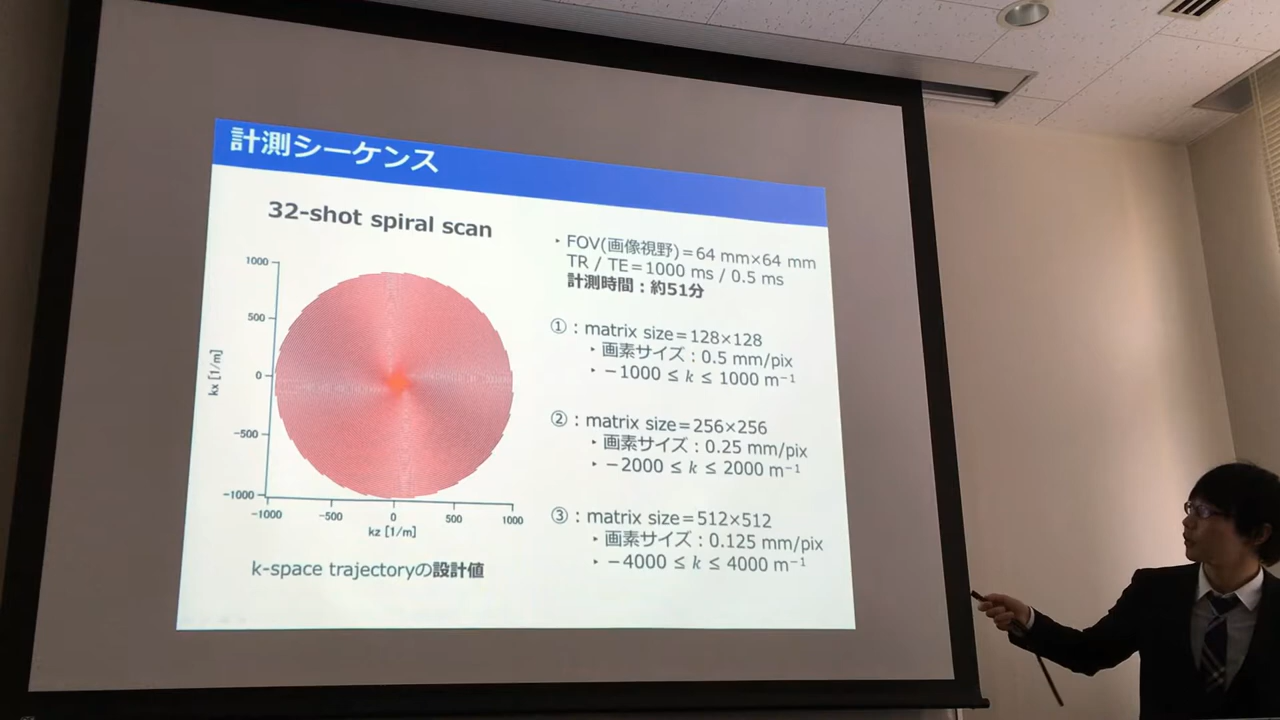 計測シーケンス
32-shot spiral scan
1000
500
0
−500
−1000
kx [1/m]
−1000
−500
0
500
1000
kz [1/m]
k-space trajectoryの設計値
‣ FOV(画像視野)=64 mm×64 mm
TR / TE=1000 ms / 0.5 ms
計測時間：約51分
①：matrix size=128×128
‣ 画素サイズ：0.5 mm/pix
‣ −1000 ≤ k ≤ 1000 m⁻¹
②：matrix size=256×256
‣ 画素サイズ：0.25 mm/pix
‣ −2000 ≤ k ≤ 2000 m⁻¹
③：matrix size=512×512
‣ 画素サイズ：0.125 mm/pix
‣ −4000 ≤ k ≤ 4000 m⁻¹